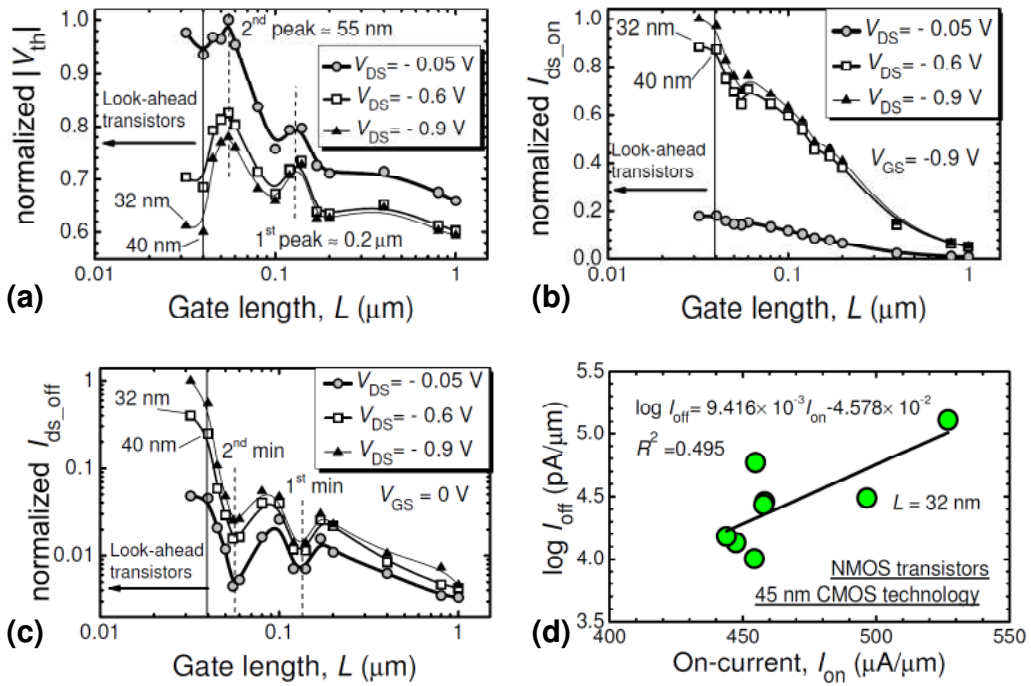 1.0
0.9
0.8
0.7
0.6
0.01
0.1
1
normalized |Vth|
Gate length, L (μm)
2nd peak ≈ 55 nm
VDS= - 0.05 V
VDS= - 0.6 V
VDS= - 0.9 V
Look-ahead
transistors
32 nm
40 nm
1st peak ≈ 0.2 μm
(a)
1.0
0.8
0.6
0.4
0.2
0.0
0.01
0.1
1
normalized Ids_on
Gate length, L (μm)
32 nm
40 nm
VDS= - 0.05 V
VDS= - 0.6 V
VDS= - 0.9 V
Look-ahead
transistors
VGS= -0.9 V
(b)
1
0.1
0.01
0.01
0.1
1
normalized Ids_off
Gate length, L (μm)
32 nm
40 nm
VDS= - 0.05 V
VDS= - 0.6 V
VDS= - 0.9 V
2nd min
1st min
VGS= 0 V
Look-ahead
transistors
(c)
5.5
5.0
4.5
4.0
3.5
400
450
500
550
log Ioff (pA/μm)
On-current, Ion (μA/μm)
log Ioff= 9.416× 10-3Ion-4.578× 10-2
R2 =0.495
L = 32 nm
NMOS transistors
45 nm CMOS technology
(d)